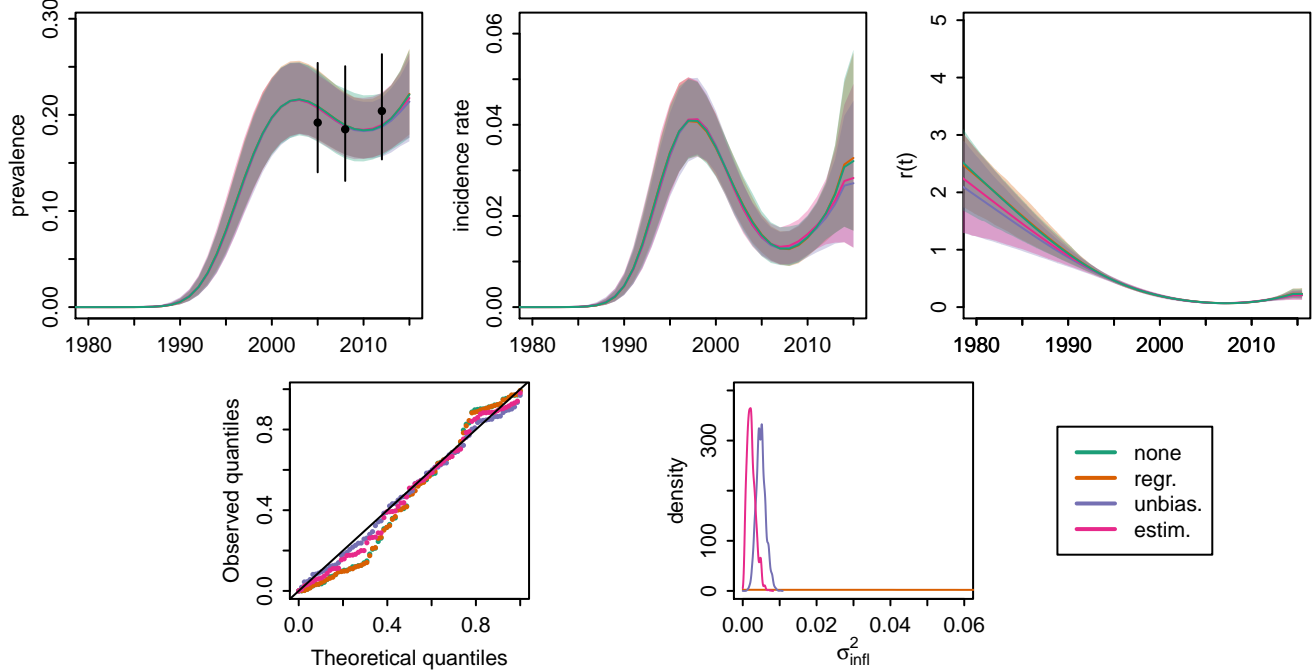 prevalence
0.00
0.10
0.20
0.30
1980 1990 2000 2010
incidence rate
0.00
0.02
0.04
0.06
1980 1990 2000 2010
r(t)
0
1
2
3
4
5
1980 1990 2000 2010
Observed quantiles
0.0
0.4
0.8
0.0 0.4 0.8
Theoretical quantiles
density
0
100
300
0.00 0.02 0.04 0.06
σ²infl
none
regr.
unbias.
estim.